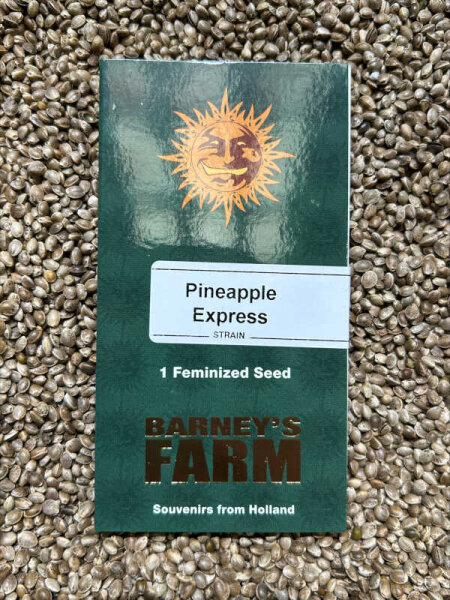 Pineapple
Express
STRAIN
1 Feminized Seed
BARNEY'S
FARM
Souvenirs from Holland